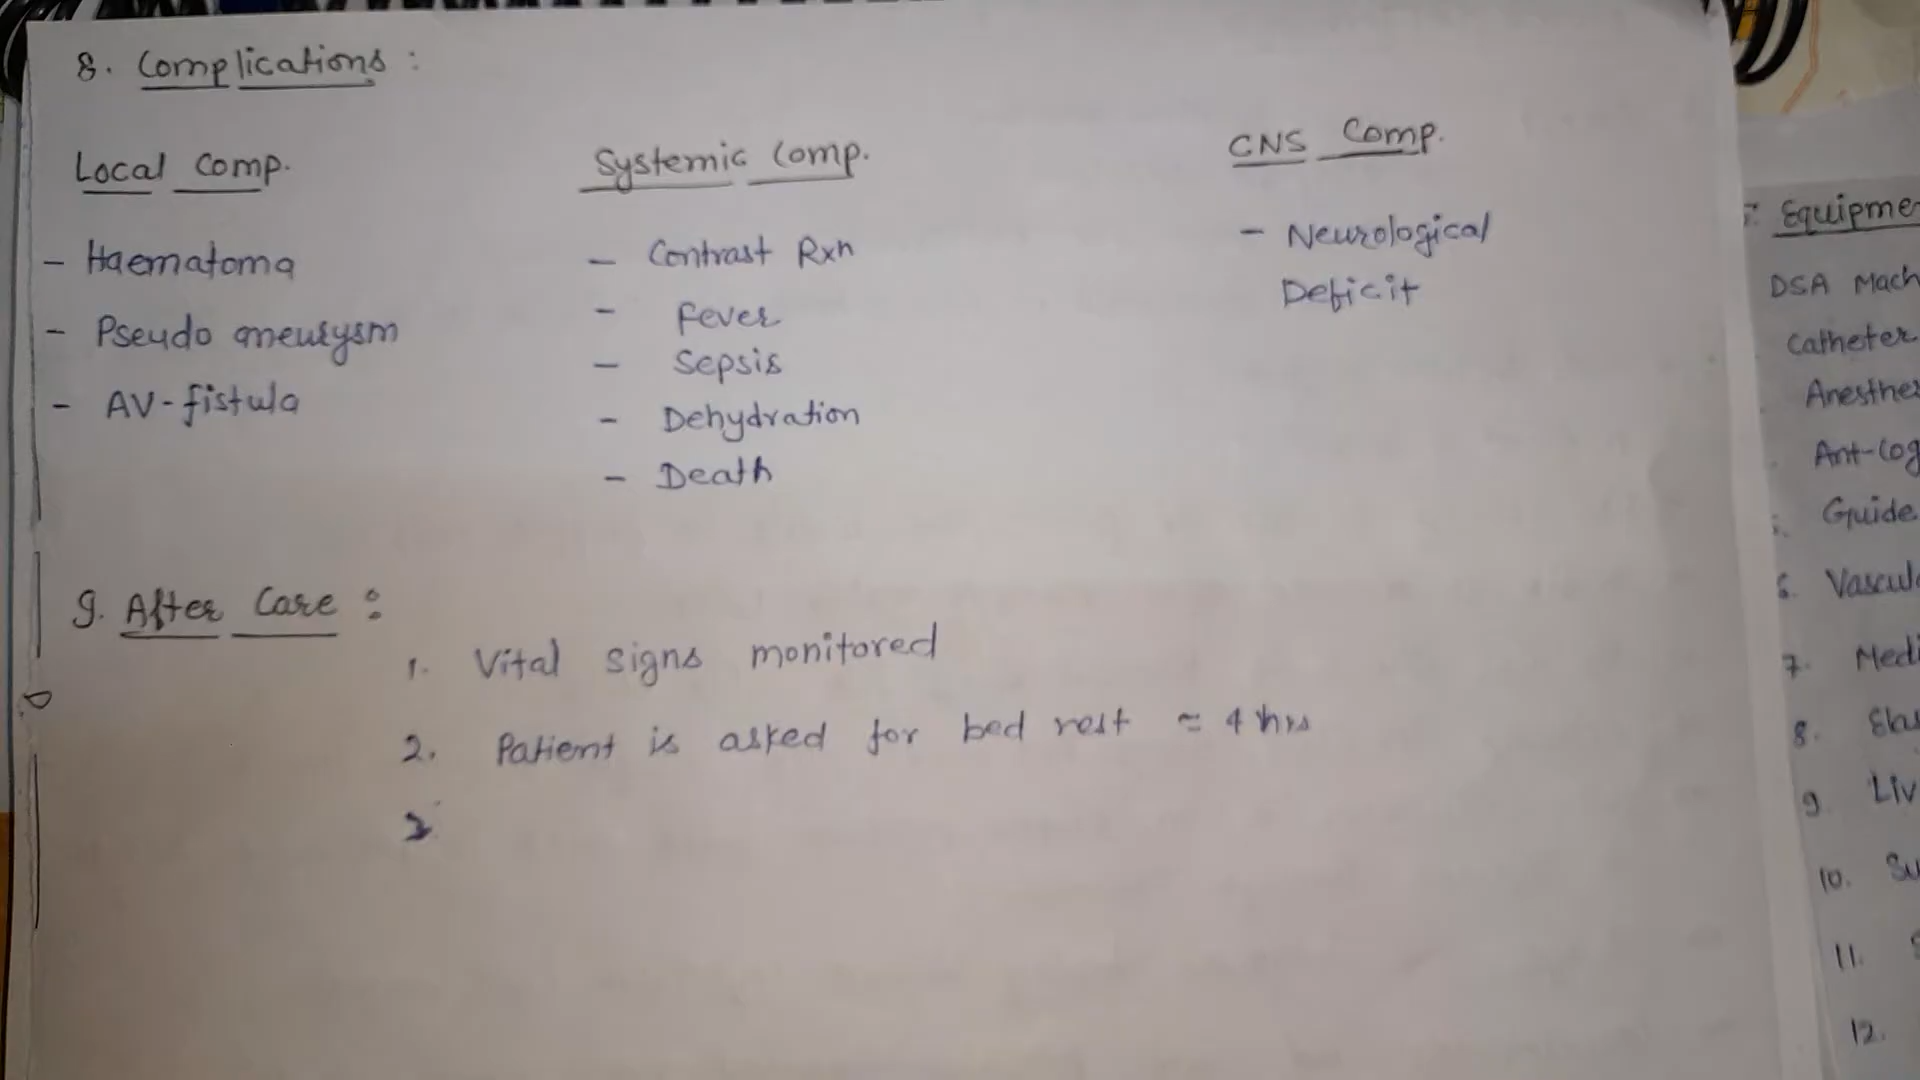 8. Complications :
Local Comp.
- Haematoma
- Pseudo aneurysm
- AV-fistula
Systemic Comp.
- Contrast Rxn
- Fever
- Sepsis
- Dehydration
- Death
CNS Comp.
- Neurological
Deficit
9. After Care :
1. Vital signs monitored
2. Patient is asked for bed rest ≈ 4 hrs
Equipme
DSA Mach
Catheter
Anesthe
Ant-Cog
Guide
Vascul
7. Medi
8.
9. Liv
10. Su
11.
12.